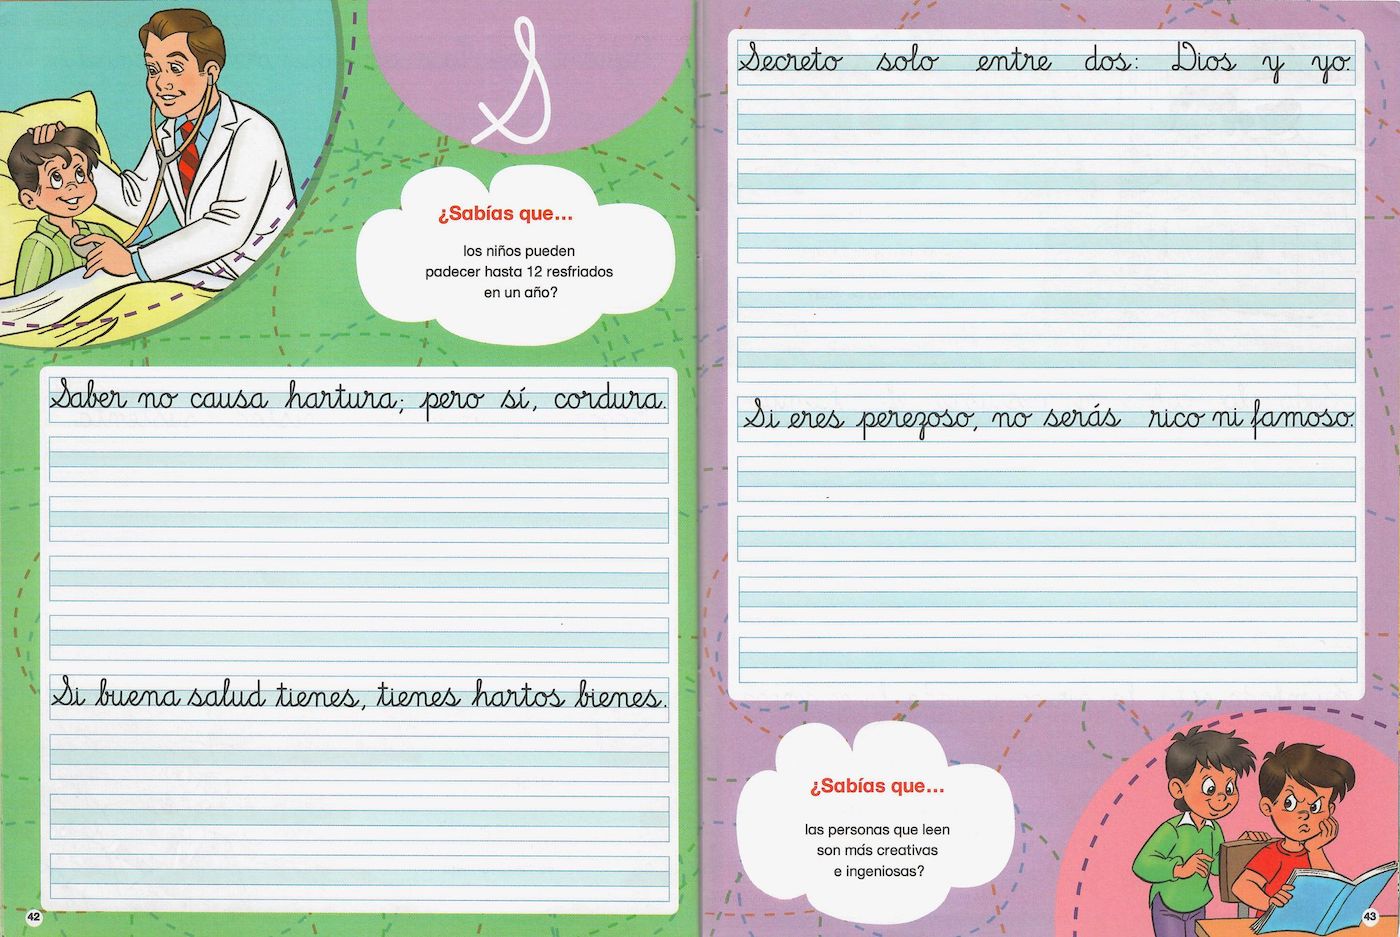 S
¿Sabías que...
los niños pueden
padecer hasta 12 resfriados
en un año?
Saber no causa hartura; pero sí, cordura.
Si buena salud tienes, tienes hartos bienes.
42
Secreto solo entre dos: Dios y yo.
Si eres perezoso, no serás rico ni famoso.
¿Sabías que...
las personas que leen
son más creativas
e ingeniosas?
43